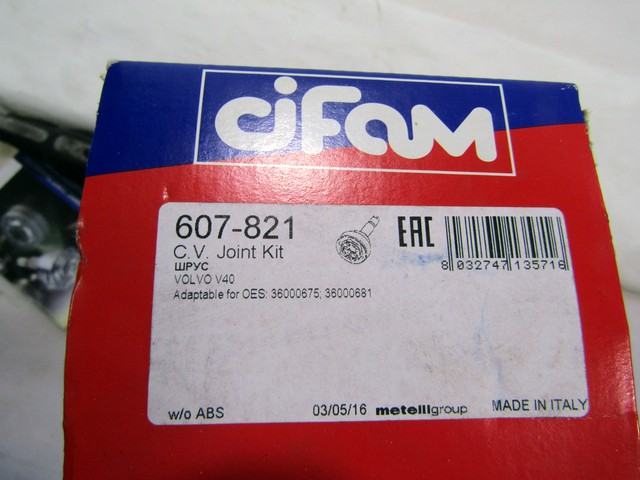 CIFAM
607-821
C.V. Joint Kit
ШРУС
VOLVO V40
Adaptable for OES: 36000675; 36000681
EAC
8 032747 135716
w/o ABS
03/05/16 metelligroup MADE IN ITALY